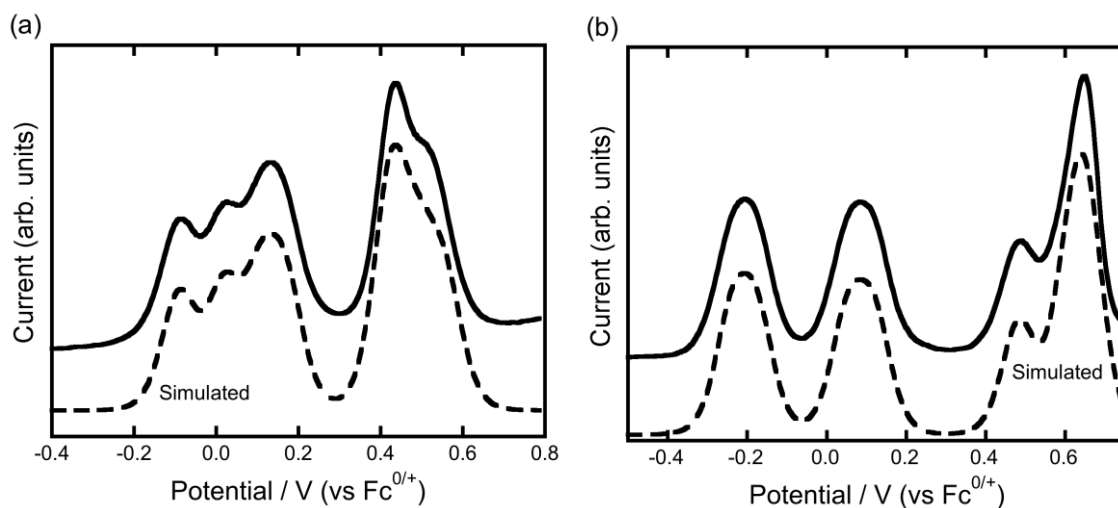 (a)
Current (arb. units)
Simulated
-0.4 -0.2 0.0 0.2 0.4 0.6 0.8
Potential / V (vs Fc0/+)
(b)
Current (arb. units)
Simulated
-0.4 -0.2 0.0 0.2 0.4 0.6
Potential / V (vs Fc0/+)